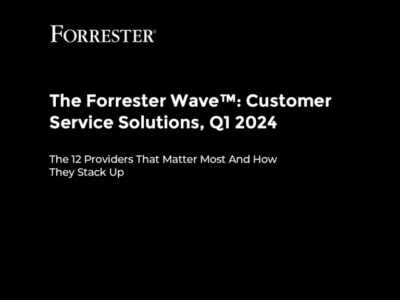 FORRESTER®
The Forrester Wave™: Customer
Service Solutions, Q1 2024
The 12 Providers That Matter Most And How
They Stack Up